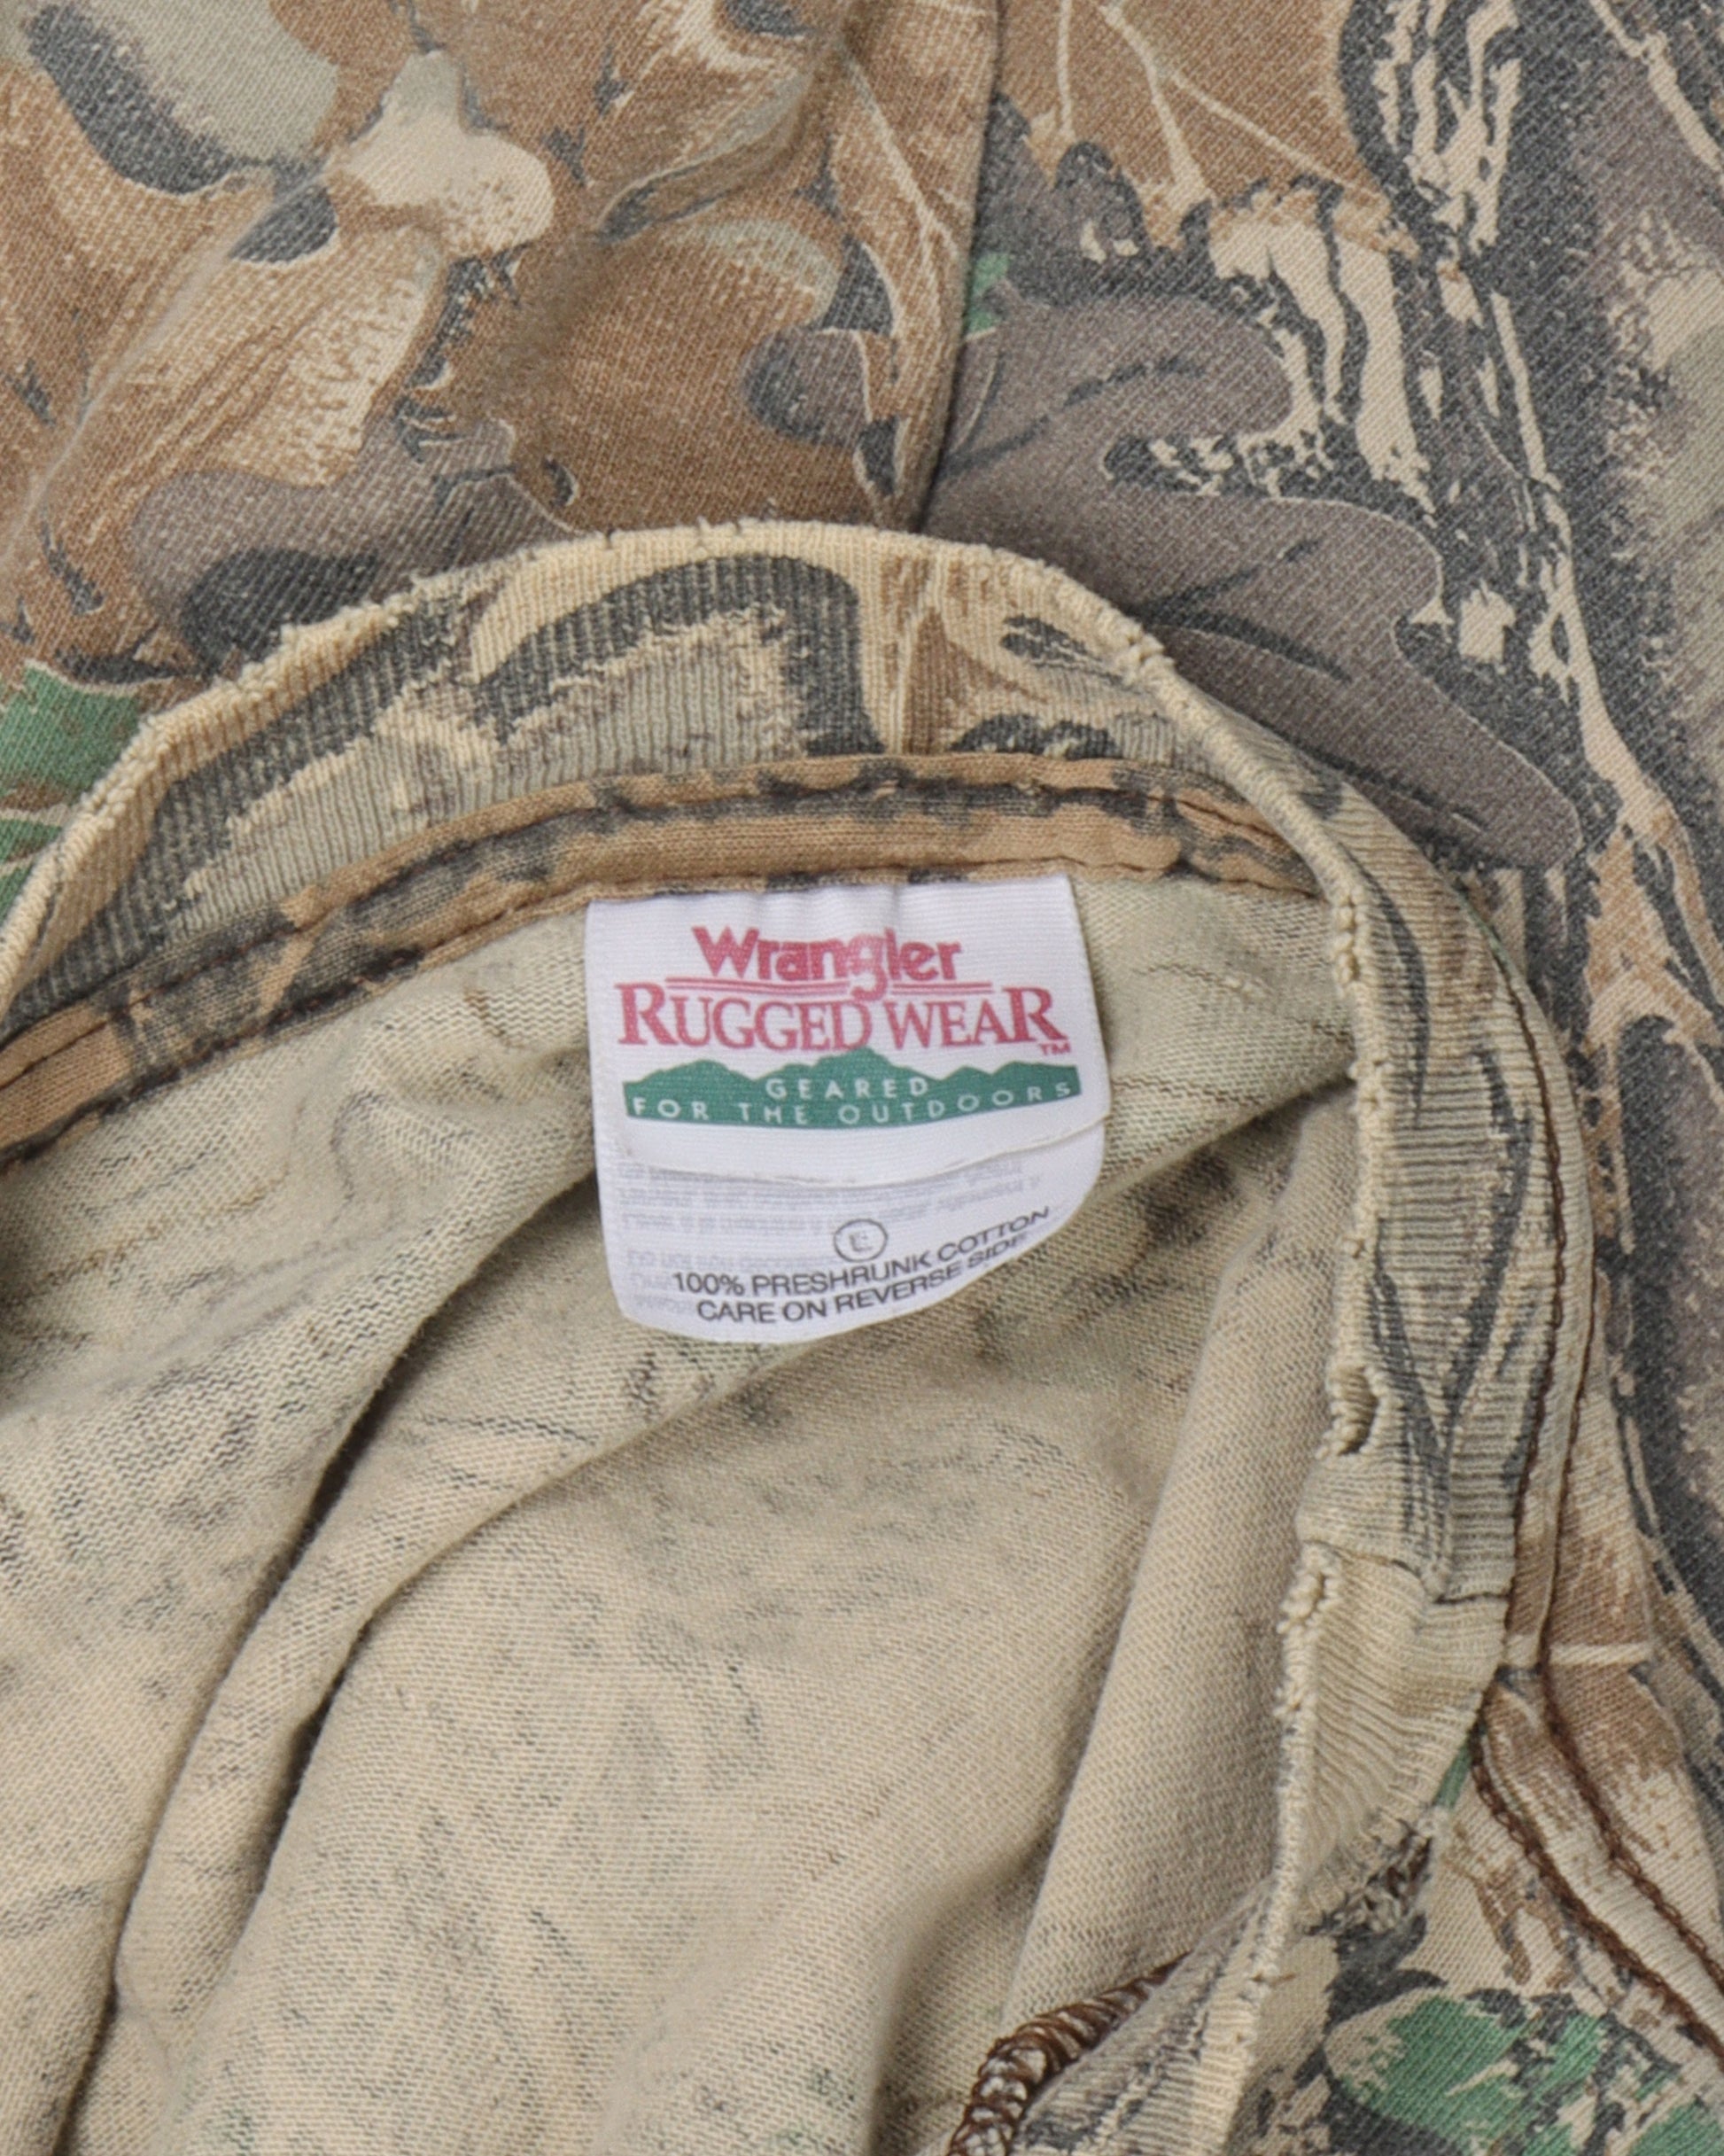 Wrangler
RUGGED WEAR
TM
GEARED
FOR THE OUTDOORS
L
100% PRESHRUNK COTTON
CARE ON REVERSE SIDE